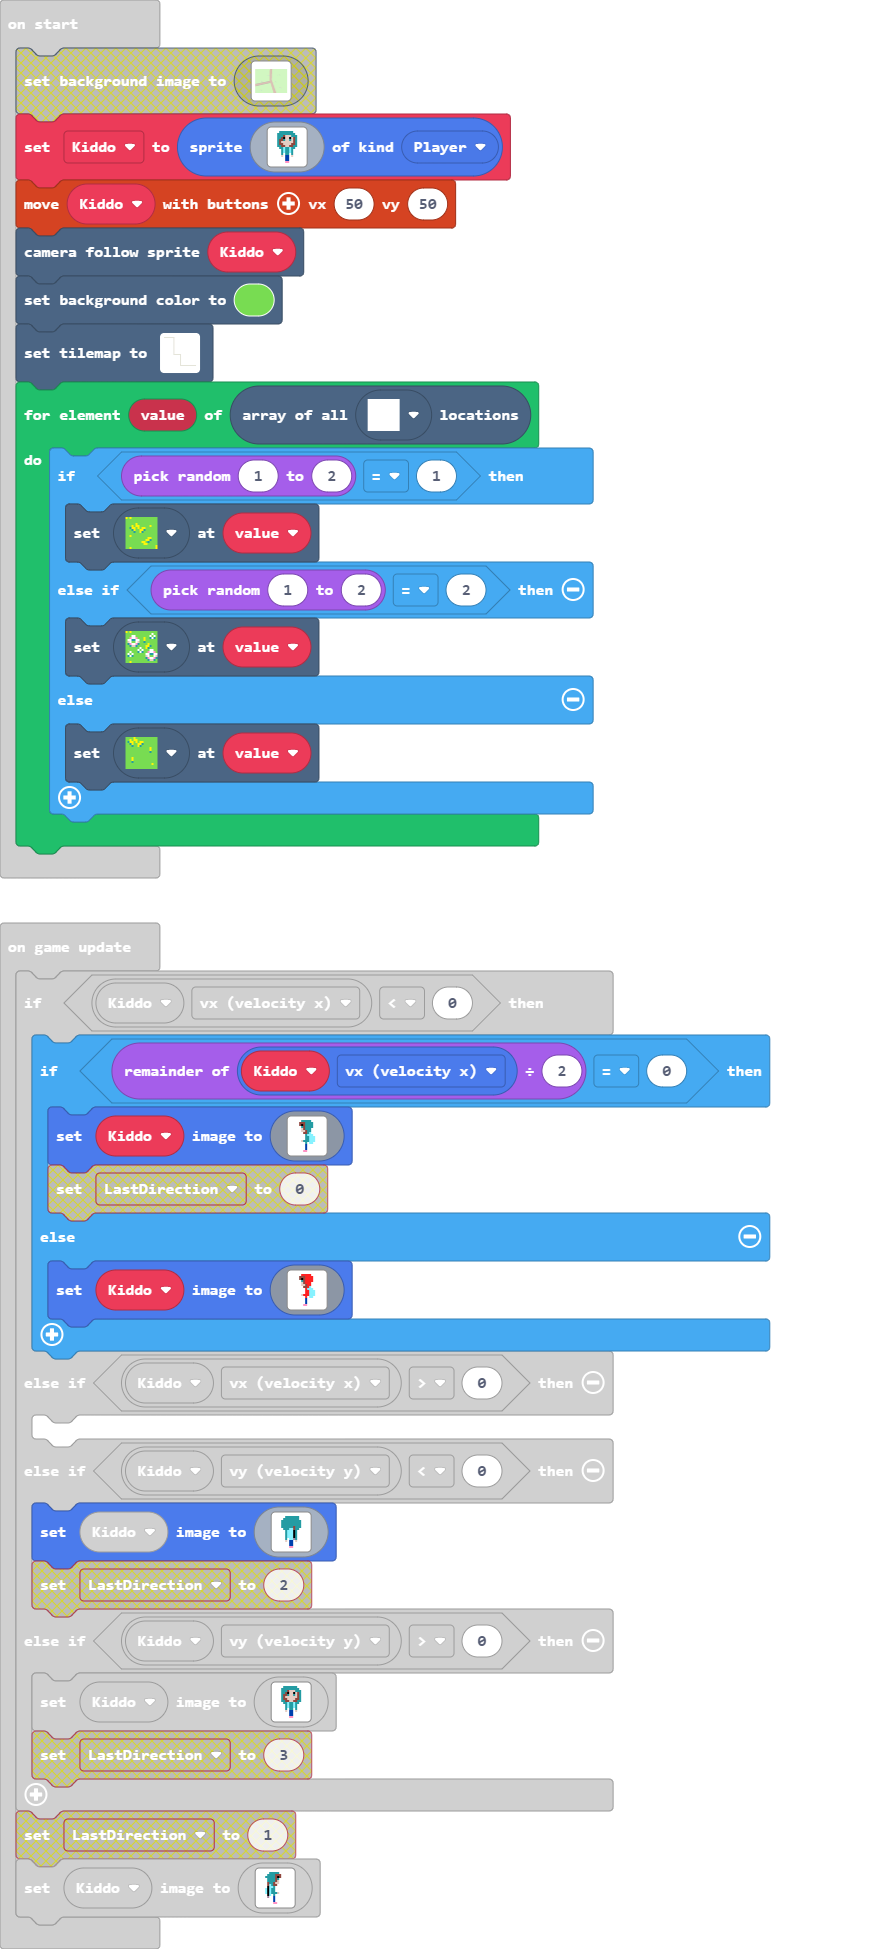 on start
set background image to
set Kiddo to sprite of kind Player
move Kiddo with buttons vx 50 vy 50
camera follow sprite Kiddo
set background color to
set tilemap to
for element value of array of all locations
do
if pick random 1 to 2 = 1 then
set at value
else if pick random 1 to 2 = 2 then
set at value
else
set at value
on game update
if Kiddo vx (velocity x) < 0 then
if remainder of Kiddo vx (velocity x) ÷ 2 = 0 then
set Kiddo image to
set LastDirection to 0
else
set Kiddo image to
else if Kiddo vx (velocity x) > 0 then
else if Kiddo vy (velocity y) < 0 then
set Kiddo image to
set LastDirection to 2
else if Kiddo vy (velocity y) > 0 then
set Kiddo image to
set LastDirection to 3
set LastDirection to 1
set Kiddo image to